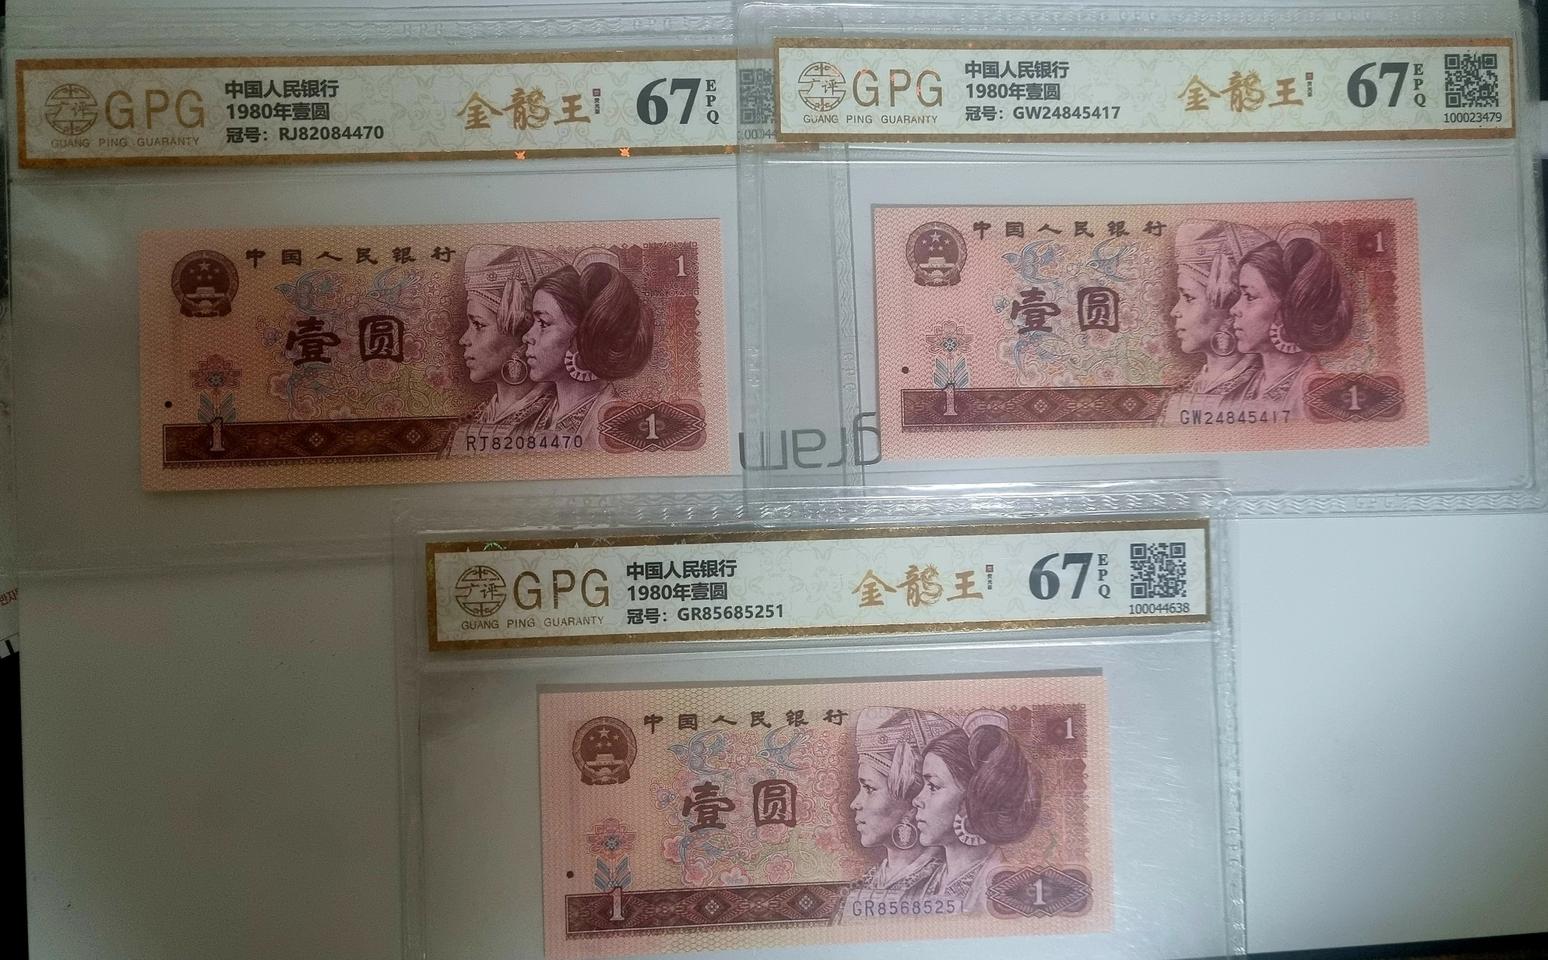 GPG
GUANG PING GUARANTY
中国人民银行
1980年壹圆
冠号：RJ82084470
金龍王
67
EPQ
中国人民银行
壹圆
1
1
1
RJ82084470
GPG
GUANG PING GUARANTY
中国人民银行
1980年壹圆
冠号：GW24845417
金龍王
67
EPQ
100023479
中国人民银行
壹圆
1
1
1
GW24845417
gram
GPG
GUANG PING GUARANTY
中国人民银行
1980年壹圆
冠号：GR85685251
金龍王
67
EPQ
100044638
中国人民银行
壹圆
1
1
1
GR85685251